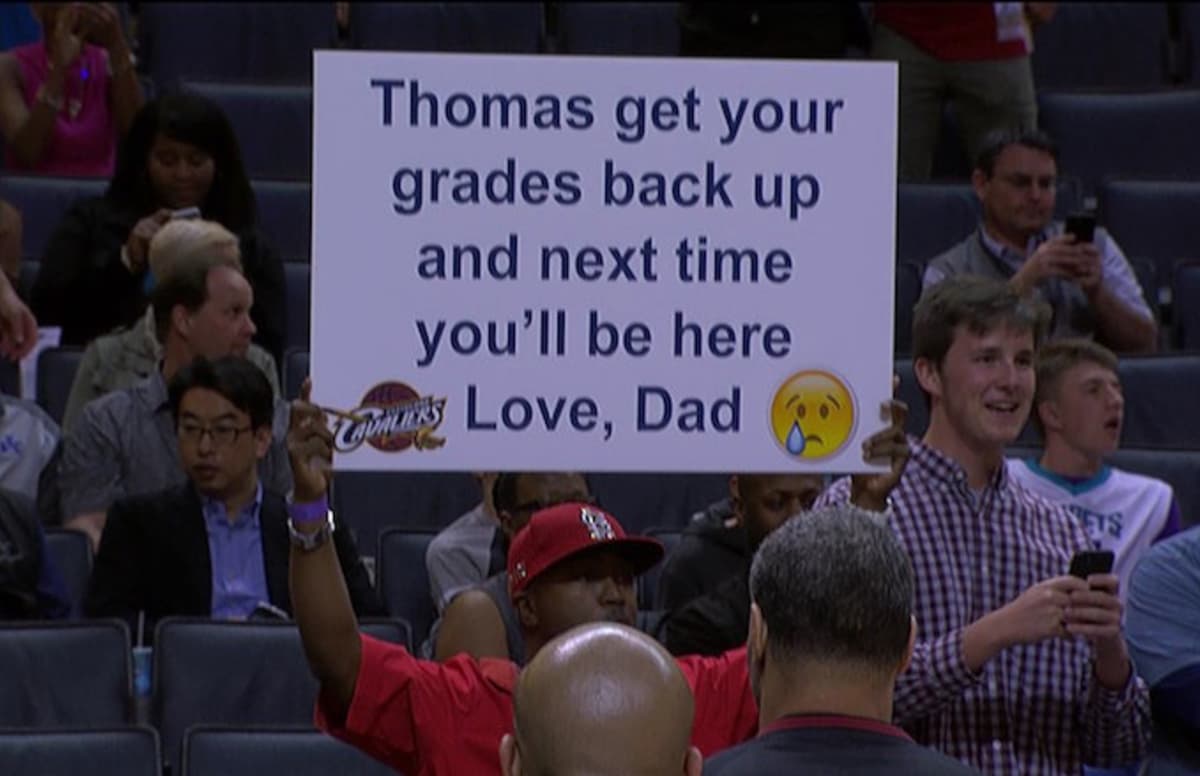 Thomas get your
grades back up
and next time
you'll be here
CAVALIERS Love, Dad